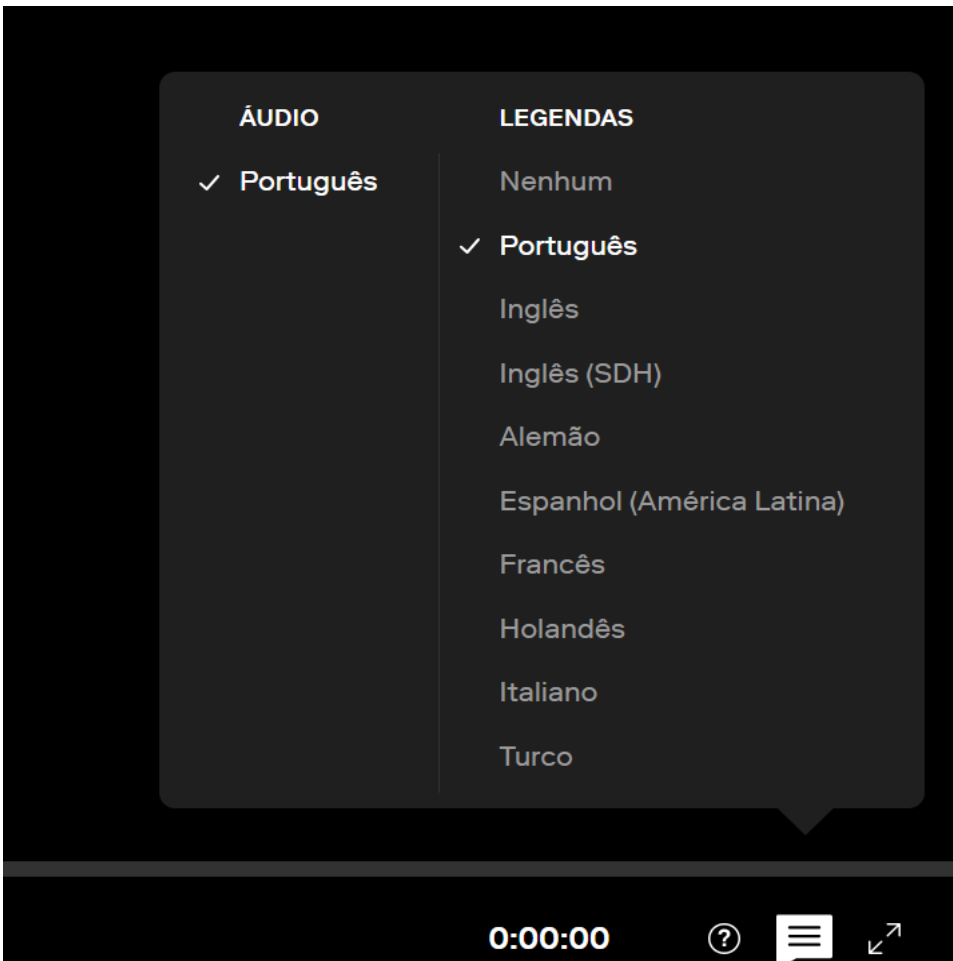 ÁUDIO
Português
LEGENDAS
Nenhum
Português
Inglês
Inglês (SDH)
Alemão
Espanhol (América Latina)
Francês
Holandês
Italiano
Turco
0:00:00
?